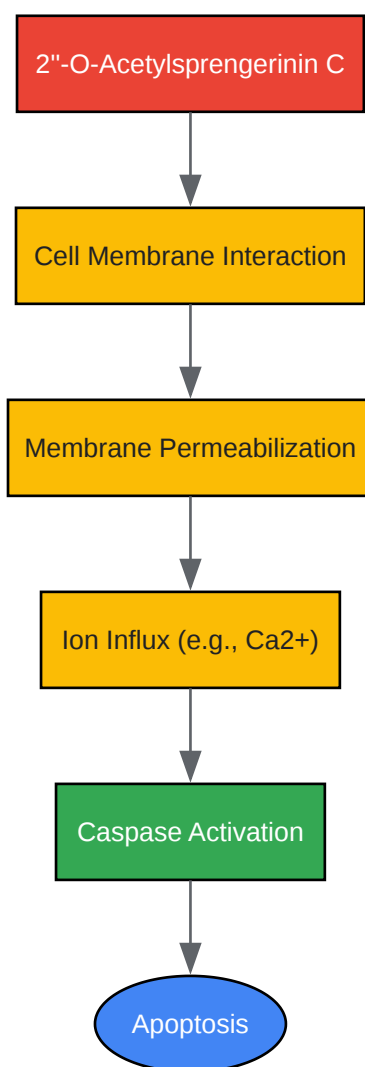 2"-O-Acetylsprengerinin C
Cell Membrane Interaction
Membrane Permeabilization
Ion Influx (e.g., Ca2+)
Caspase Activation
Apoptosis